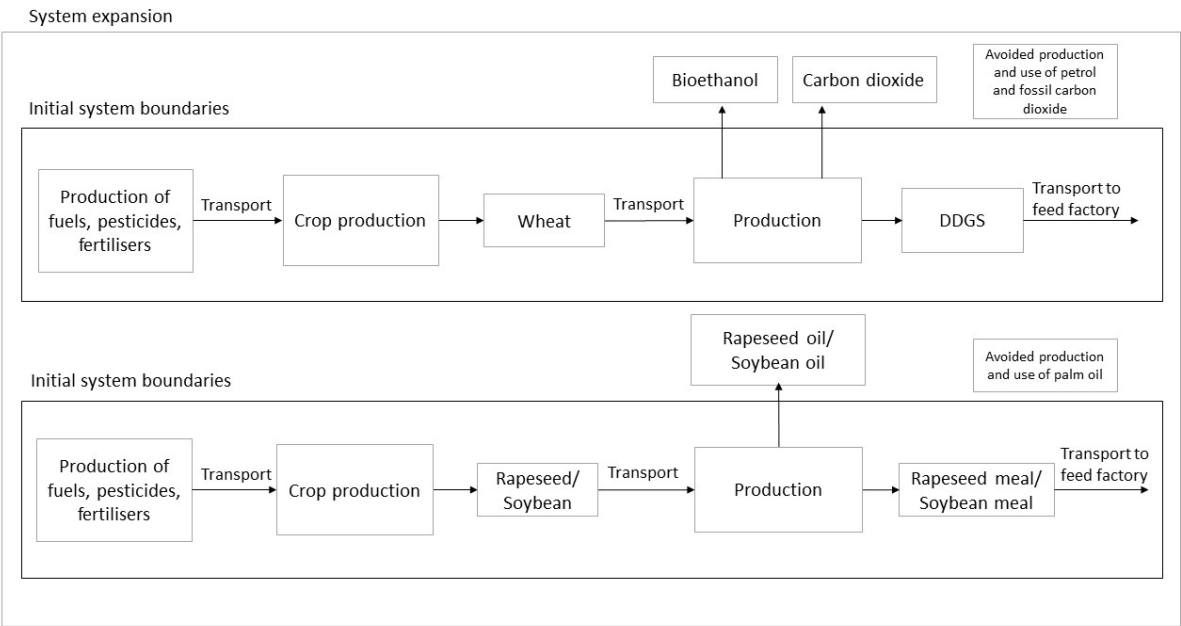 System expansion
Bioethanol
Carbon dioxide
Avoided production
and use of petrol
and fossil carbon
dioxide
Initial system boundaries
Production of
fuels, pesticides,
fertilisers
Transport
Crop production
Wheat
Transport
Production
DDGS
Transport to
feed factory
Rapeseed oil/
Soybean oil
Avoided production
and use of palm oil
Initial system boundaries
Production of
fuels, pesticides,
fertilisers
Transport
Crop production
Rapeseed/
Soybean
Transport
Production
Rapeseed meal/
Soybean meal
Transport to
feed factory